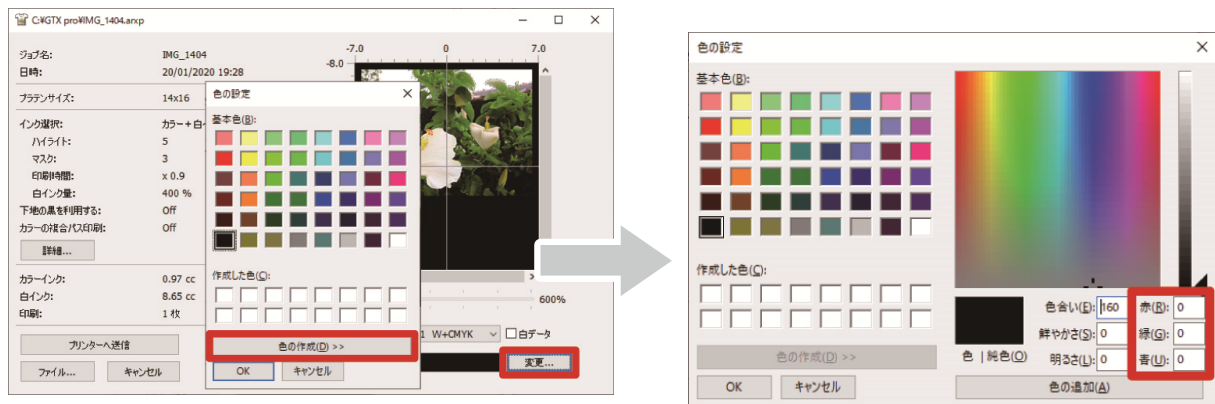 C:¥GTX pro¥IMG_1404.arxp
ジョブ名: IMG_1404
日時: 20/01/2020 19:28
プラテンサイズ: 14x16
インク選択: カラー+白
ハイライト: 5
マスク: 3
印刷時間: x 0.9
白インク量: 400 %
下地の黒を利用する: Off
カラーの複合パス印刷: Off
詳細...
カラーインク: 0.97 cc
白インク: 8.65 cc
印刷: 1 枚
プリンターへ送信
ファイル... キャンセル
-7.0 0 7.0
-8.0
600%
1 W+CMYK 白データ
変更...
色の設定
基本色(B):
作成した色(C):
色の作成(D) >>
OK キャンセル
色の設定
基本色(B):
作成した色(C):
色の作成(D) >>
OK キャンセル
色合い(E): 160 赤(R): 0
鮮やかさ(S): 0 緑(G): 0
色 | 純色(O) 明るさ(L): 0 青(U): 0
色の追加(A)